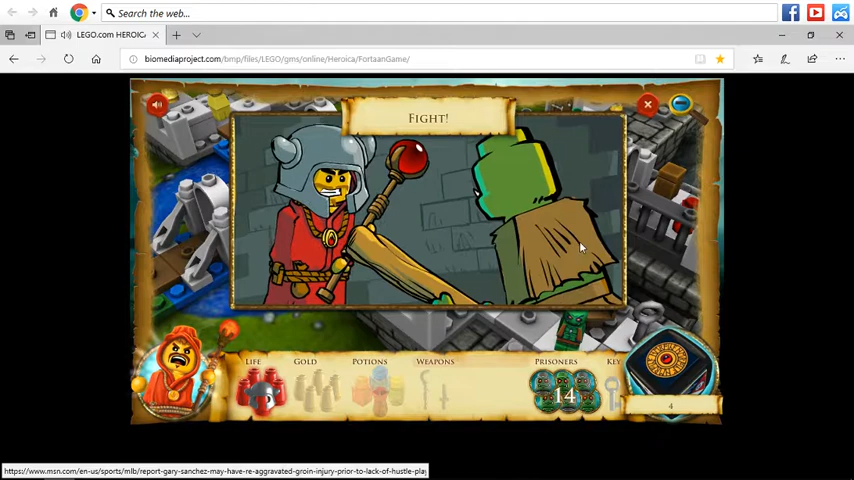 Search the web...
LEGO.com HEROICA
biomediaproject.com/bmp/files/LEGO/gms/online/Heroica/FortaanGame/
FIGHT!
MENU
LIFE GOLD POTIONS WEAPONS PRISONERS KEY
14
4
https://www.msn.com/en-us/sports/mlb/report-gary-sanchez-may-have-re-aggravated-groin-injury-prior-to-lack-of-hustle-play